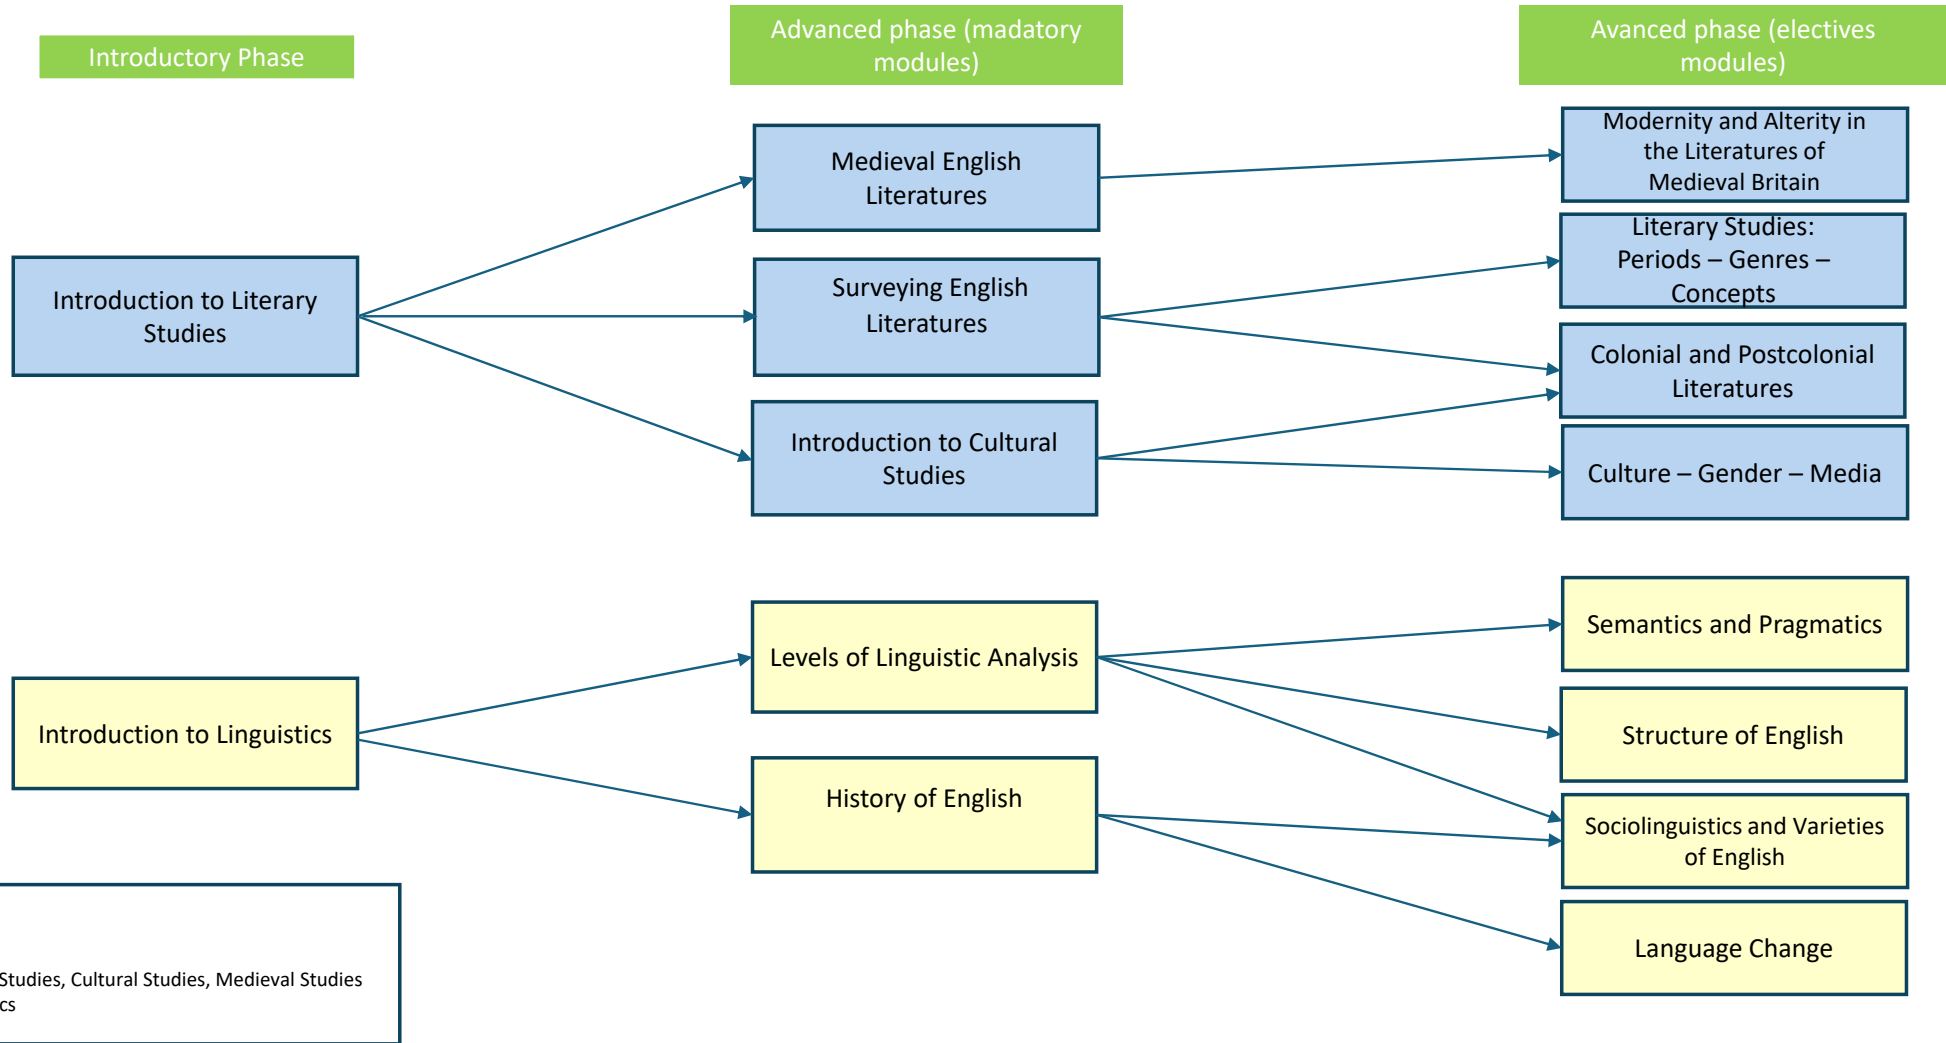 Introductory Phase
Advanced phase (madatory
modules)
Avanced phase (electives
modules)
Introduction to Literary
Studies
Medieval English
Literatures
Surveying English
Literatures
Introduction to Cultural
Studies
Modernity and Alterity in
the Literatures of
Medieval Britain
Literary Studies:
Periods – Genres –
Concepts
Colonial and Postcolonial
Literatures
Culture – Gender – Media
Introduction to Linguistics
Levels of Linguistic Analysis
History of English
Semantics and Pragmatics
Structure of English
Sociolinguistics and Varieties
of English
Language Change
Studies, Cultural Studies, Medieval Studies